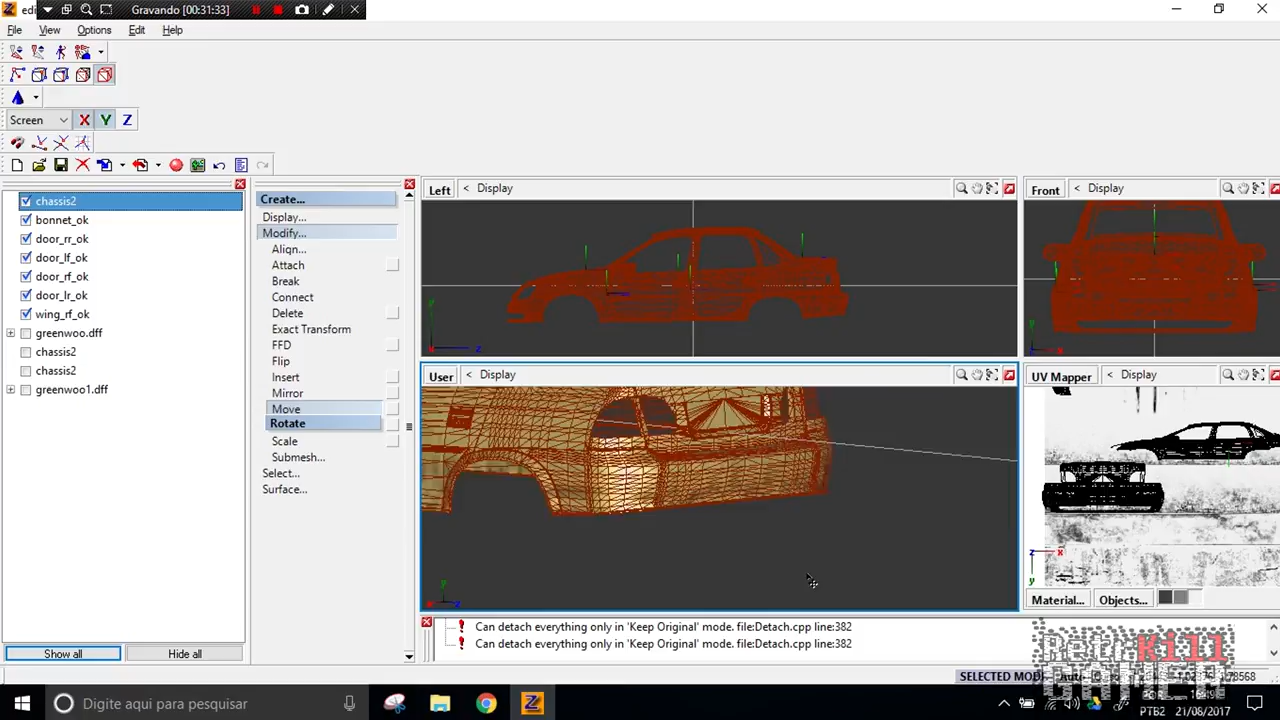 edi
Gravando [00:31:33]
File View Options Edit Help
Screen X Y Z
chassis2
bonnet_ok
door_rr_ok
door_lf_ok
door_rf_ok
door_lr_ok
wing_rf_ok
greenwoo.dff
chassis2
chassis2
greenwoo1.dff
Show all Hide all
Create...
Display...
Modify...
Align...
Attach
Break
Connect
Delete
Exact Transform
FFD
Flip
Insert
Mirror
Move
Rotate
Scale
Submesh...
Select...
Surface...
Left < Display
Front < Display
User < Display
UV Mapper < Display
Material... Objects...
Can detach everything only in 'Keep Original' mode. file:Detach.cpp line:382
Can detach everything only in 'Keep Original' mode. file:Detach.cpp line:382
SELECTED MOD
Digite aqui para pesquisar
PTB2 21/08/2017